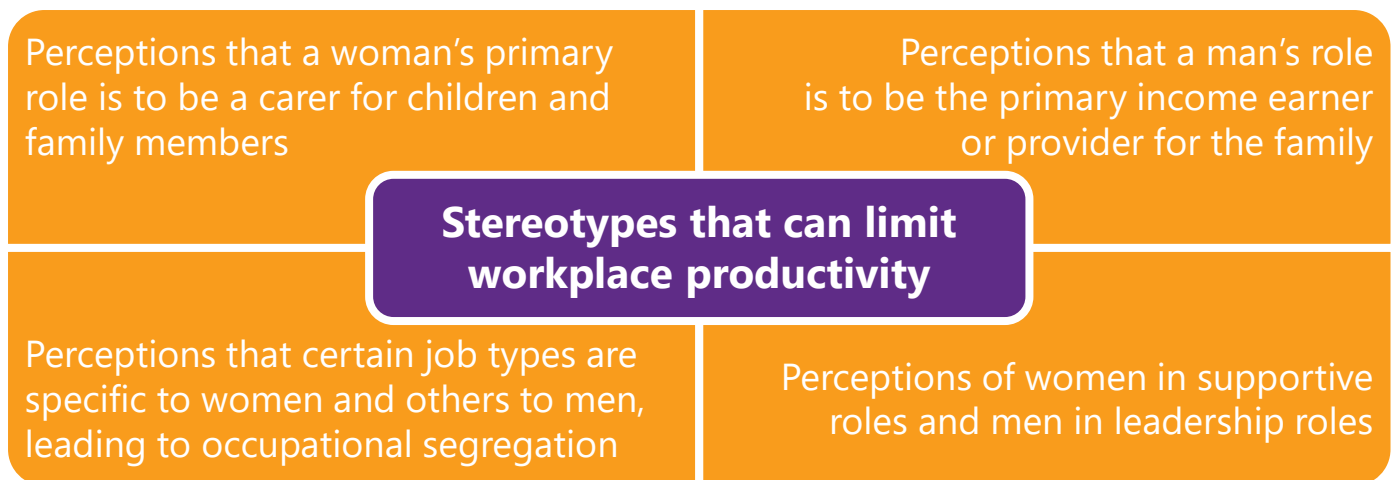 Perceptions that a woman’s primary
role is to be a carer for children and
family members
Perceptions that a man’s role
is to be the primary income earner
or provider for the family
Stereotypes that can limit
workplace productivity
Perceptions that certain job types are
specific to women and others to men,
leading to occupational segregation
Perceptions of women in supportive
roles and men in leadership roles